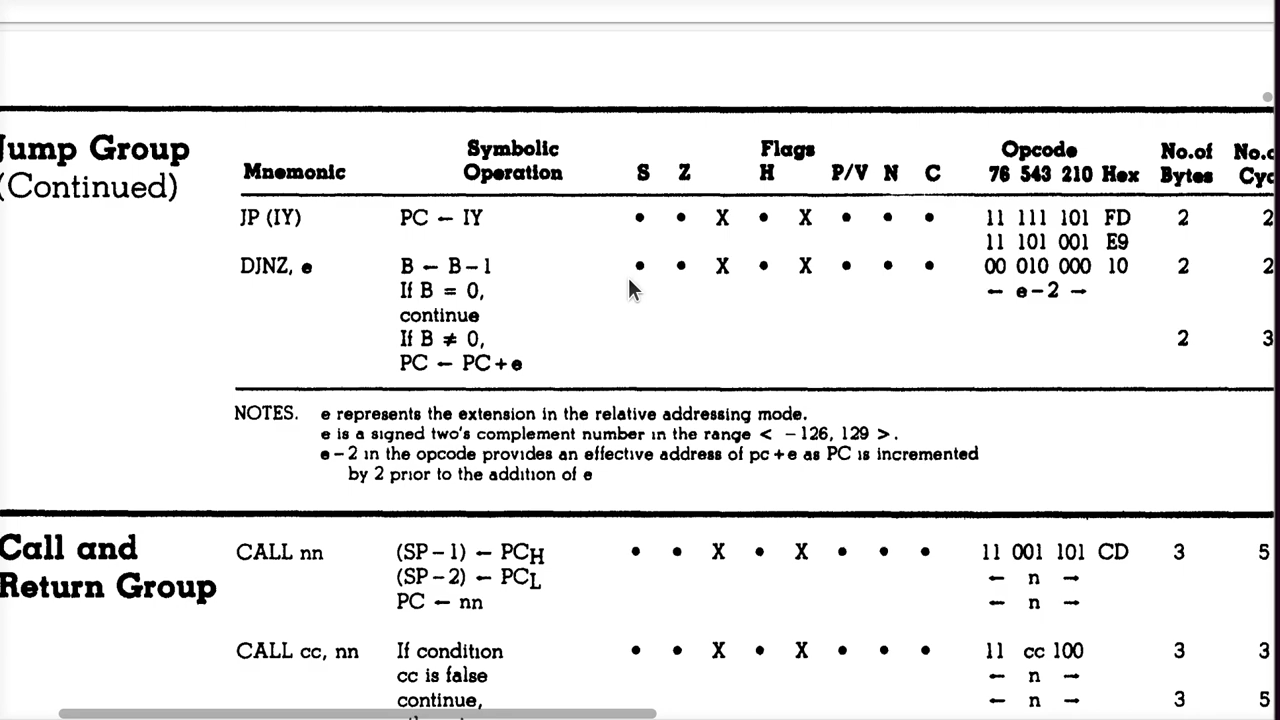 Jump Group
(Continued)
Mnemonic Symbolic Operation Flags S Z H P/V N C Opcode 76 543 210 Hex No.of Bytes
JP (IY) PC ← IY • • X • X • • • 11 111 101 FD 2 2
11 101 001 E9
DJNZ, e B ← B−1 • • X • X • • • 00 010 000 10 2 2
If B = 0, ← e−2 →
continue
If B ≠ 0, 2 3
PC ← PC+e
NOTES. e represents the extension in the relative addressing mode.
e is a signed two's complement number in the range < −126, 129 >.
e−2 in the opcode provides an effective address of pc+e as PC is incremented
by 2 prior to the addition of e
Call and
Return Group
CALL nn (SP−1) ← PCH • • X • X • • • 11 001 101 CD 3 5
(SP−2) ← PCL ← n →
PC ← nn ← n →
CALL cc, nn If condition • • X • X • • • 11 cc 100 3 3
cc is false ← n →
continue, ← n → 3 5